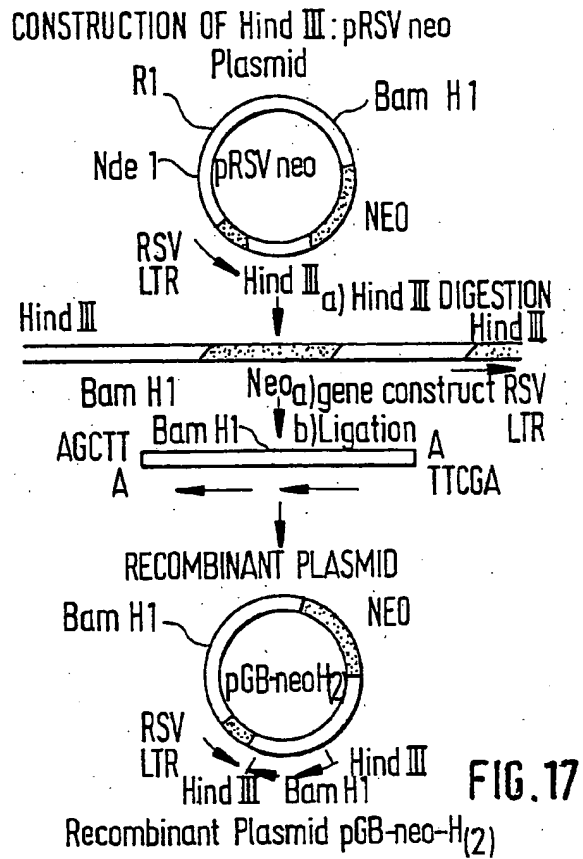 CONSTRUCTION OF Hind III: pRSV neo
Plasmid
R1
Bam H1
Nde 1
pRSV neo
NEO
RSV
LTR
Hind III
a) Hind III DIGESTION
Hind III
Hind III
Bam H1
Neo
a)gene construct
RSV
LTR
b)Ligation
Bam H1
AGCTT
A
A
TTCGA
RECOMBINANT PLASMID
Bam H1
NEO
pGB-neoH2
RSV
LTR
Hind III
Hind III
Bam H1
FIG.17
Recombinant Plasmid pGB-neo-H(2)